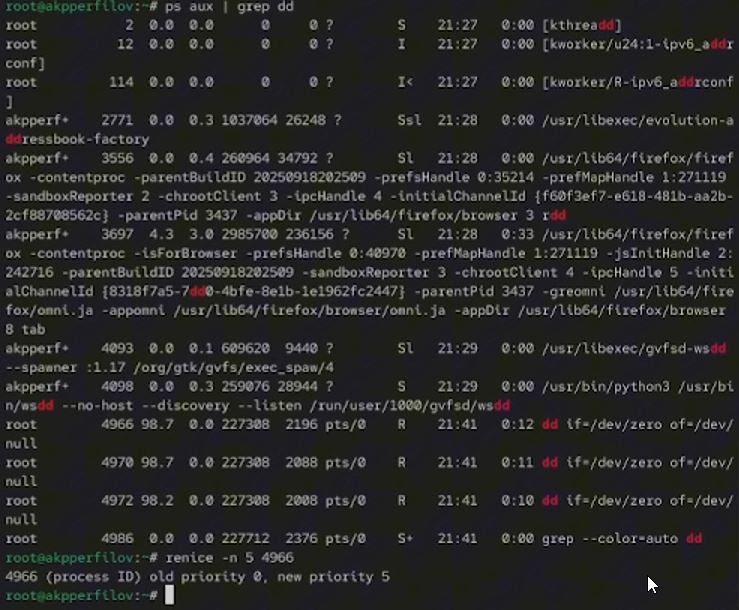 root@akpperfilov:~# ps aux | grep dd
root           2  0.0  0.0      0     0 ?        S    21:27   0:00 [kthreadd]
root          12  0.0  0.0      0     0 ?        I    21:27   0:00 [kworker/u24:1-ipv6_addr
conf]
root         114  0.0  0.0      0     0 ?        I<   21:27   0:00 [kworker/R-ipv6_addrconf
]
akpperf+    2771  0.0  0.3 1037064 26248 ?       Ssl  21:28   0:00 /usr/libexec/evolution-a
ddressbook-factory
akpperf+    3556  0.0  0.4 260964 34792 ?        Sl   21:28   0:00 /usr/lib64/firefox/firef
ox -contentproc -parentBuildID 20250918202509 -prefsHandle 0:35214 -prefMapHandle 1:271119
-sandboxReporter 2 -chrootClient 3 -ipcHandle 4 -initialChannelId {f60f3ef7-e618-481b-aa2b-
2cf88708562c} -parentPid 3437 -appDir /usr/lib64/firefox/browser 3 rdd
akpperf+    3697  4.3  3.0 2985700 236156 ?      Sl   21:28   0:33 /usr/lib64/firefox/firef
ox -contentproc -isForBrowser -prefsHandle 0:40970 -prefMapHandle 1:271119 -jsInitHandle 2:
242716 -parentBuildID 20250918202509 -sandboxReporter 3 -chrootClient 4 -ipcHandle 5 -initi
alChannelId {8318f7a5-7dd0-4bfe-8e1b-1e1962fc2447} -parentPid 3437 -greomni /usr/lib64/fire
fox/omni.ja -appomni /usr/lib64/firefox/browser/omni.ja -appDir /usr/lib64/firefox/browser
8 tab
akpperf+    4093  0.0  0.1 609620  9440 ?        Sl   21:29   0:00 /usr/libexec/gvfsd-wsdd
--spawner :1.17 /org/gtk/gvfs/exec_spaw/4
akpperf+    4098  0.0  0.3 259076 28944 ?        S    21:29   0:00 /usr/bin/python3 /usr/bi
n/wsdd --no-host --discovery --listen /run/user/1000/gvfsd/wsdd
root        4966 98.7  0.0 227308  2196 pts/0    R    21:41   0:12 dd if=/dev/zero of=/dev/
null
root        4970 98.7  0.0 227308  2088 pts/0    R    21:41   0:11 dd if=/dev/zero of=/dev/
null
root        4972 98.2  0.0 227308  2008 pts/0    R    21:41   0:10 dd if=/dev/zero of=/dev/
null
root        4986  0.0  0.0 227712  2376 pts/0    S+   21:41   0:00 grep --color=auto dd
root@akpperfilov:~# renice -n 5 4966
4966 (process ID) old priority 0, new priority 5
root@akpperfilov:~#